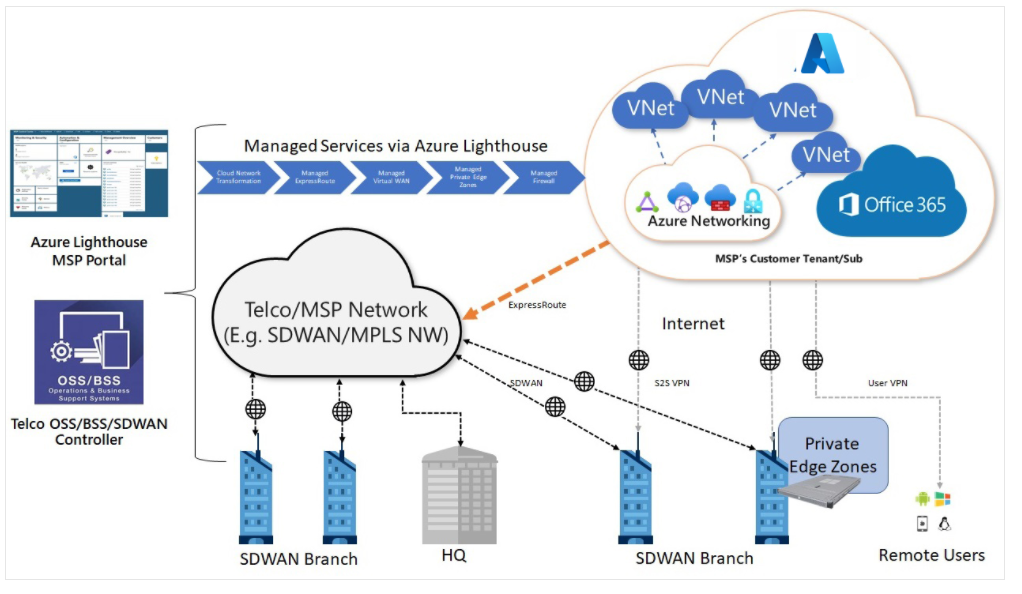 Managed Services via Azure Lighthouse
Cloud Network
Transformation
Managed
ExpressRoute
Managed
Virtual WAN
Managed
Private Edge
Zones
Managed
Firewall
VNet
VNet
VNet
VNet
Azure Networking
Office 365
MSP's Customer Tenant/Sub
Azure Lighthouse
MSP Portal
OSS/BSS
Operations & Business
Support Systems
Telco OSS/BSS/SDWAN
Controller
Telco/MSP Network
(E.g. SDWAN/MPLS NW)
ExpressRoute
Internet
SDWAN
S2S VPN
User VPN
Private
Edge Zones
SDWAN Branch
HQ
SDWAN Branch
Remote Users